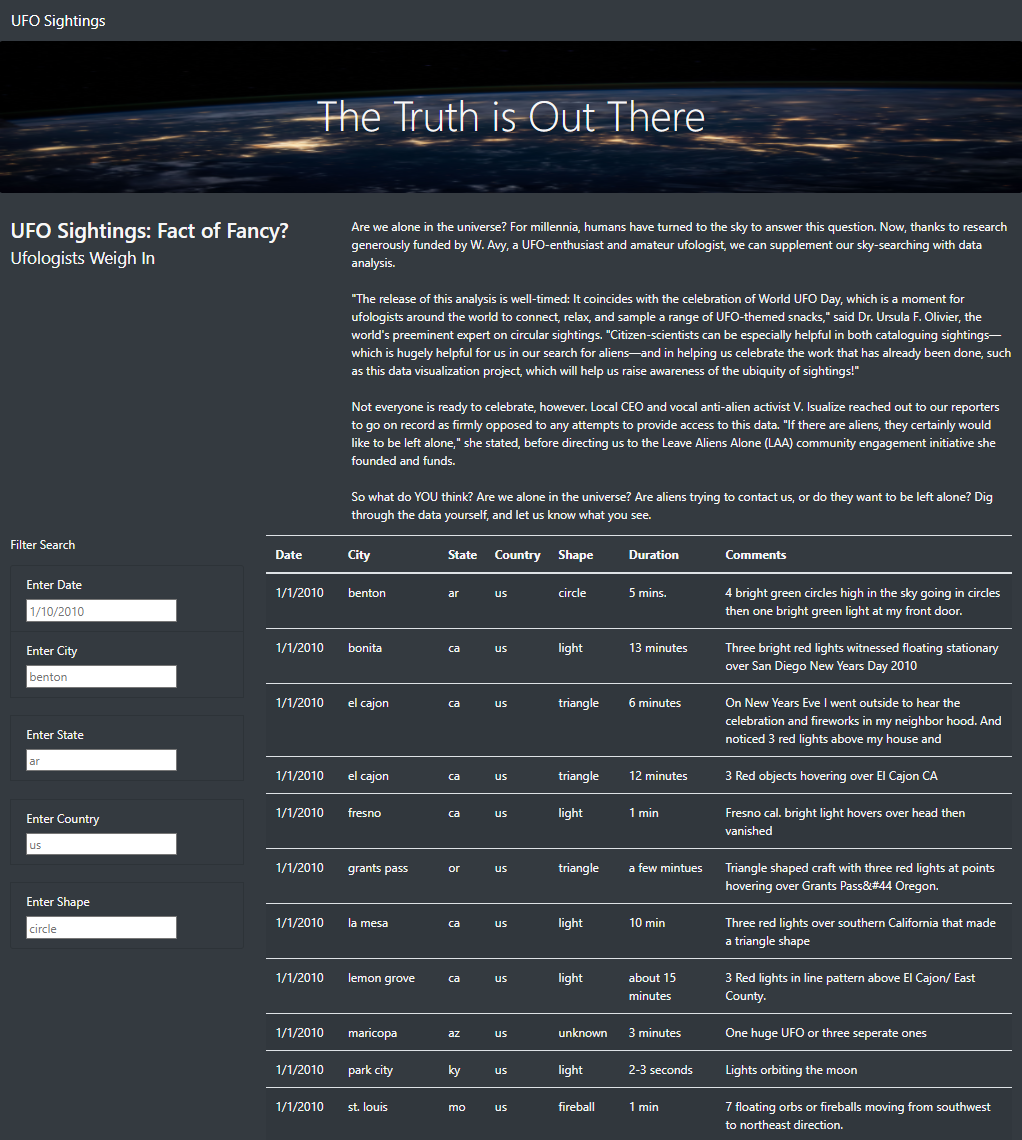 UFO Sightings
The Truth is Out There
UFO Sightings: Fact of Fancy?
Ufologists Weigh In
Are we alone in the universe? For millennia, humans have turned to the sky to answer this question. Now, thanks to research
generously funded by W. Avy, a UFO-enthusiast and amateur ufologist, we can supplement our sky-searching with data
analysis.
"The release of this analysis is well-timed: It coincides with the celebration of World UFO Day, which is a moment for
ufologists around the world to connect, relax, and sample a range of UFO-themed snacks," said Dr. Ursula F. Olivier, the
world's preeminent expert on circular sightings. "Citizen-scientists can be especially helpful in both cataloguing sightings—
which is hugely helpful for us in our search for aliens—and in helping us celebrate the work that has already been done, such
as this data visualization project, which will help us raise awareness of the ubiquity of sightings!"
Not everyone is ready to celebrate, however. Local CEO and vocal anti-alien activist V. Isualize reached out to our reporters
to go on record as firmly opposed to any attempts to provide access to this data. "If there are aliens, they certainly would
like to be left alone," she stated, before directing us to the Leave Aliens Alone (LAA) community engagement initiative she
founded and funds.
So what do YOU think? Are we alone in the universe? Are aliens trying to contact us, or do they want to be left alone? Dig
through the data yourself, and let us know what you see.
Filter Search
Enter Date
1/10/2010
Enter City
benton
Enter State
ar
Enter Country
us
Enter Shape
circle
Date City State Country Shape Duration Comments
1/1/2010 benton ar us circle 5 mins. 4 bright green circles high in the sky going in circles
then one bright green light at my front door.
1/1/2010 bonita ca us light 13 minutes Three bright red lights witnessed floating stationary
over San Diego New Years Day 2010
1/1/2010 el cajon ca us triangle 6 minutes On New Years Eve I went outside to hear the
celebration and fireworks in my neighbor hood. And
noticed 3 red lights above my house and
1/1/2010 el cajon ca us triangle 12 minutes 3 Red objects hovering over El Cajon CA
1/1/2010 fresno ca us light 1 min Fresno cal. bright light hovers over head then
vanished
1/1/2010 grants pass or us triangle a few mintues Triangle shaped craft with three red lights at points
hovering over Grants Pass&#44 Oregon.
1/1/2010 la mesa ca us light 10 min Three red lights over southern California that made
a triangle shape
1/1/2010 lemon grove ca us light about 15 3 Red lights in line pattern above El Cajon/ East
minutes County.
1/1/2010 maricopa az us unknown 3 minutes One huge UFO or three seperate ones
1/1/2010 park city ky us light 2-3 seconds Lights orbiting the moon
1/1/2010 st. louis mo us fireball 1 min 7 floating orbs or fireballs moving from southwest
to northeast direction.